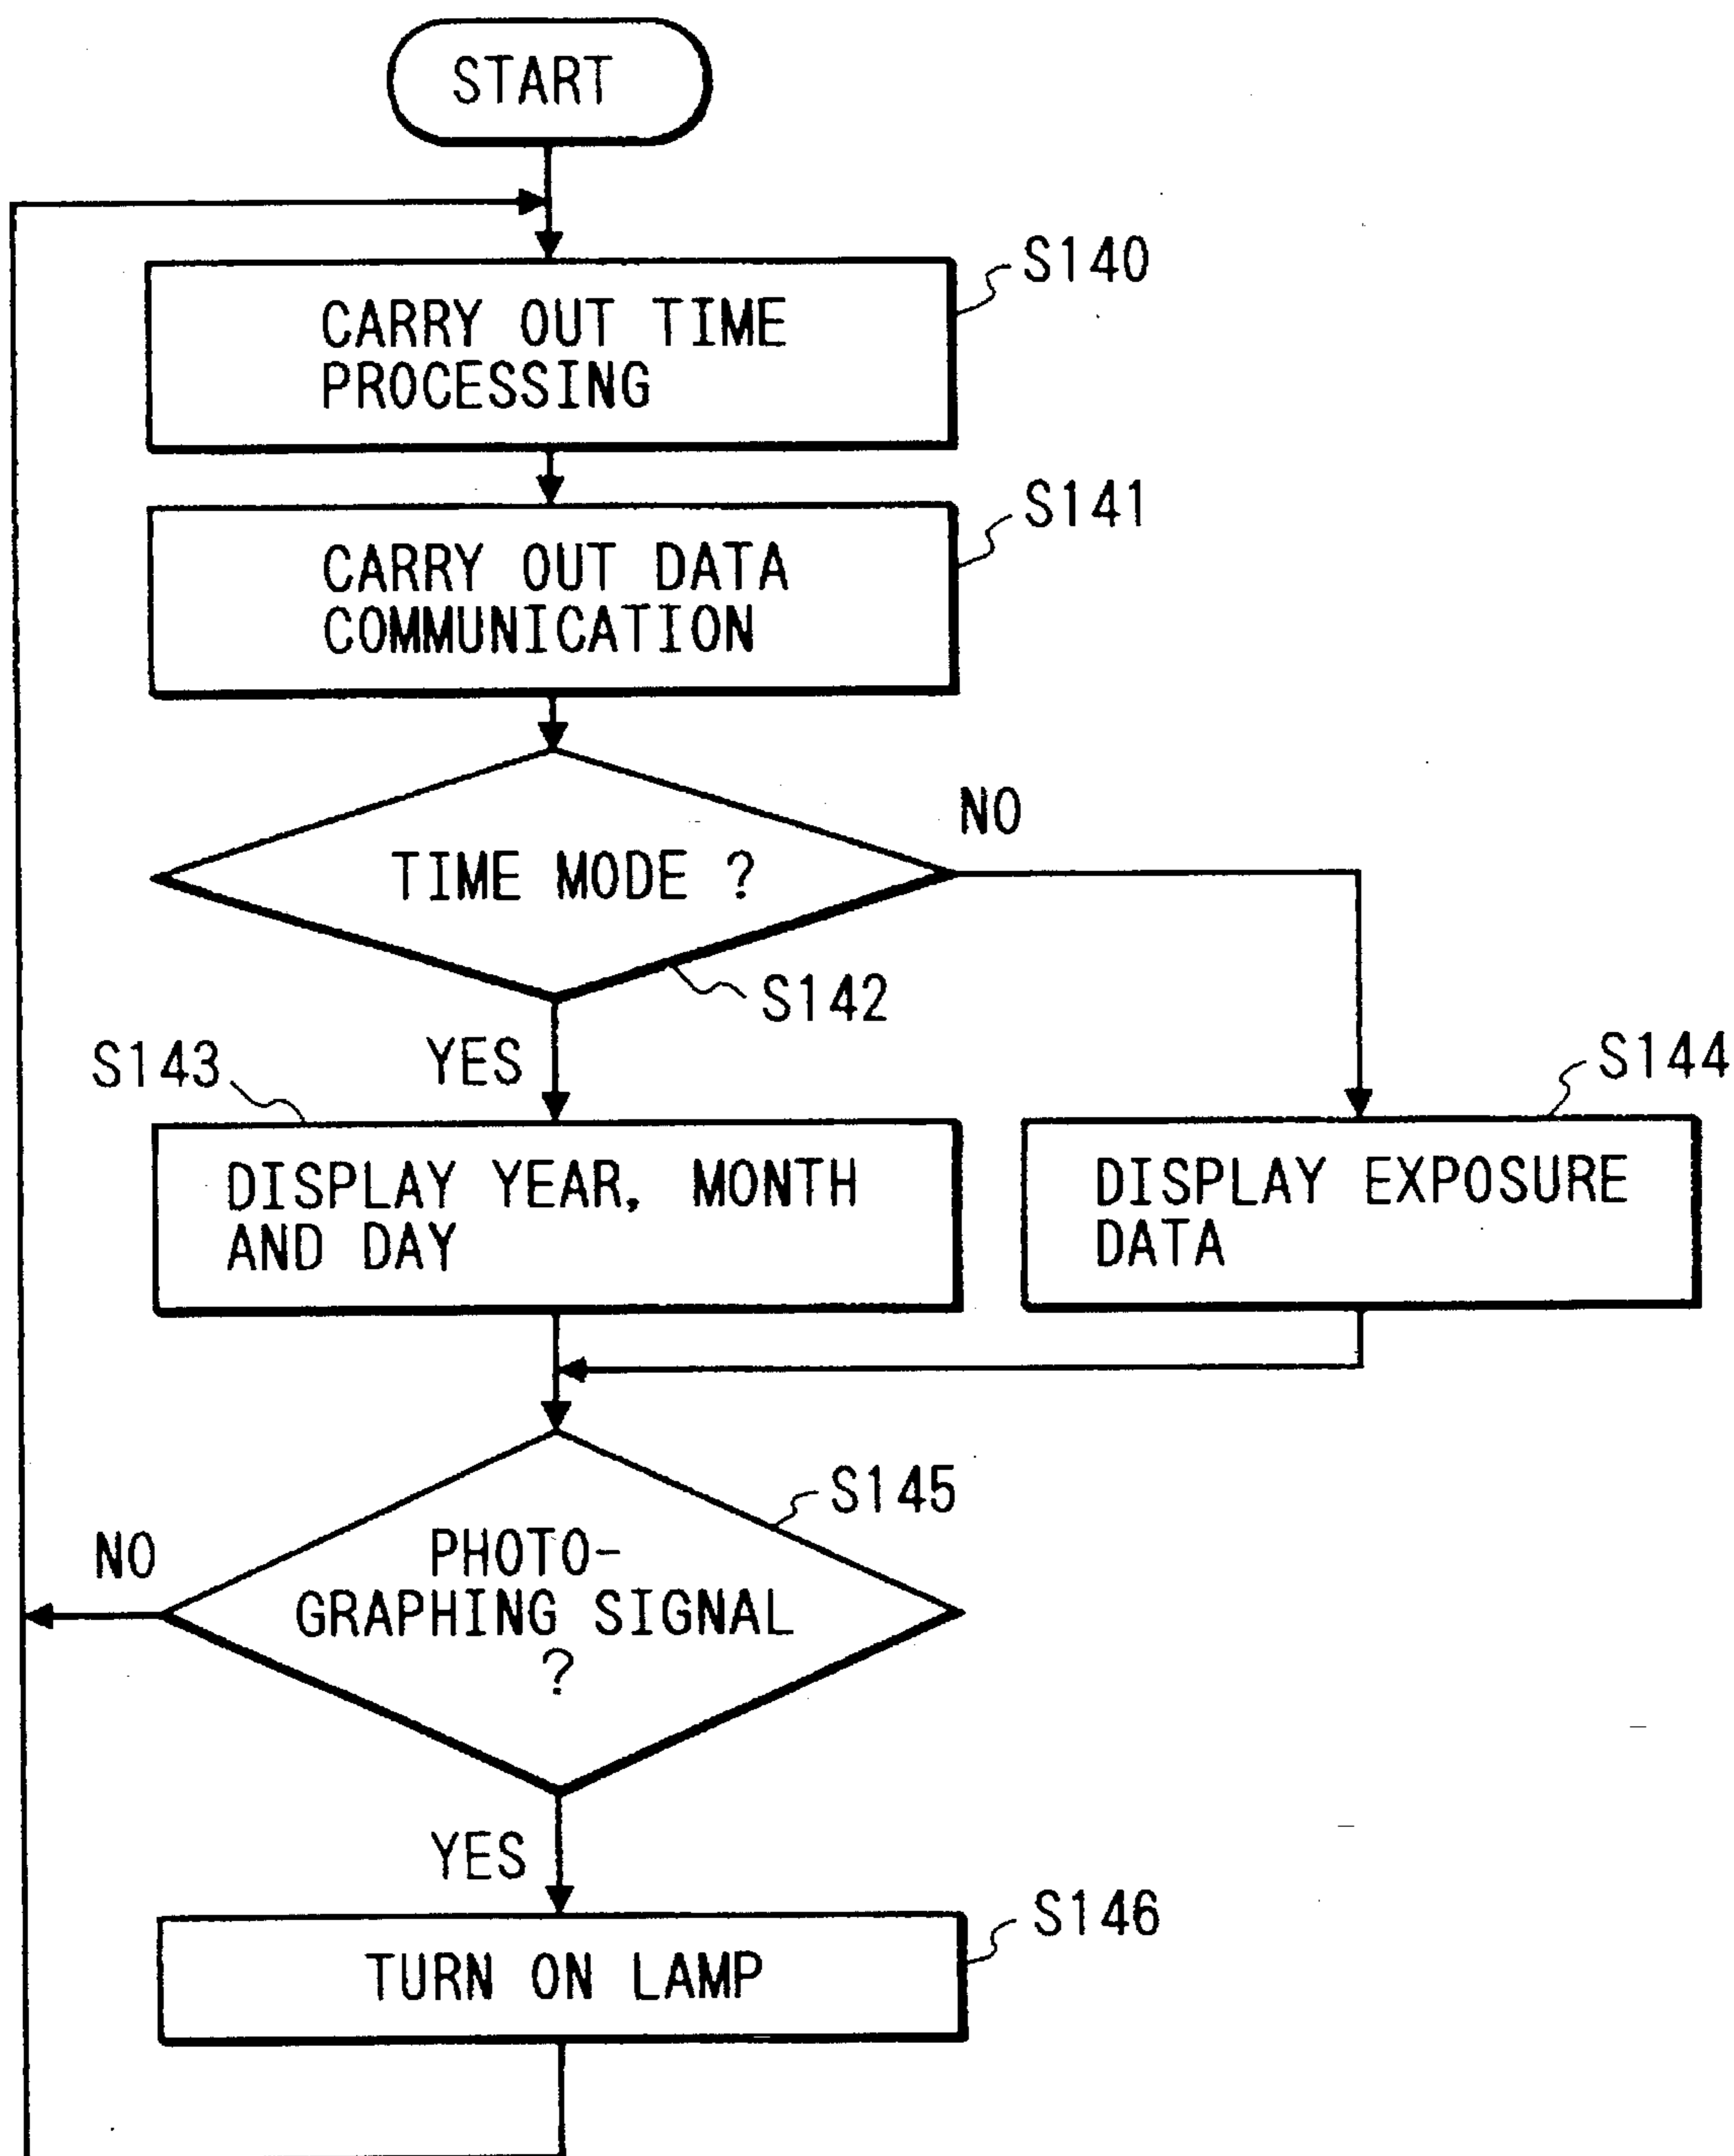 START
S140
CARRY OUT TIME
PROCESSING
S141
CARRY OUT DATA
COMMUNICATION
NO
TIME MODE ?
S142
YES
S143
S144
DISPLAY YEAR, MONTH
AND DAY
DISPLAY EXPOSURE
DATA
S145
NO
PHOTO-
GRAPHING SIGNAL
?
YES
S146
TURN ON LAMP